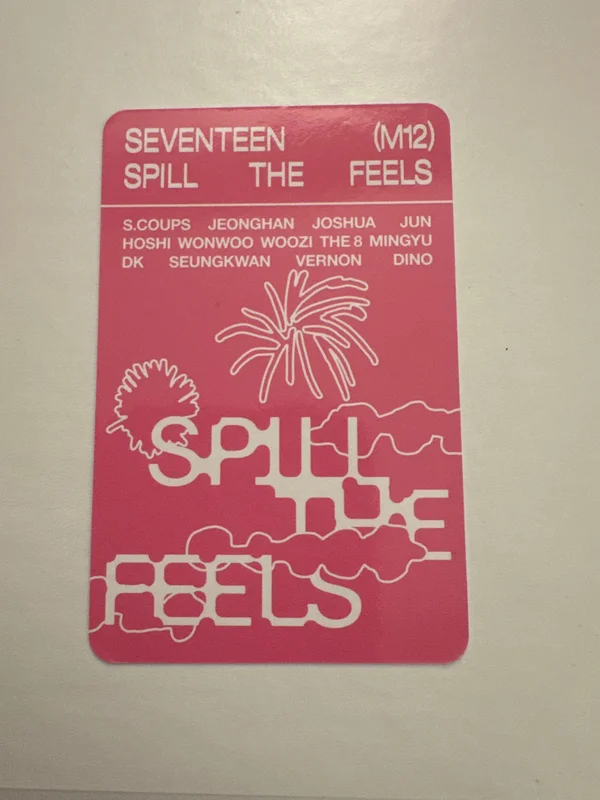 SEVENTEEN (M12)
SPILL THE FEELS
S.COUPS JEONGHAN JOSHUA JUN
HOSHI WONWOO WOOZI THE 8 MINGYU
DK SEUNGKWAN VERNON DINO
SPILL
THE
FEELS